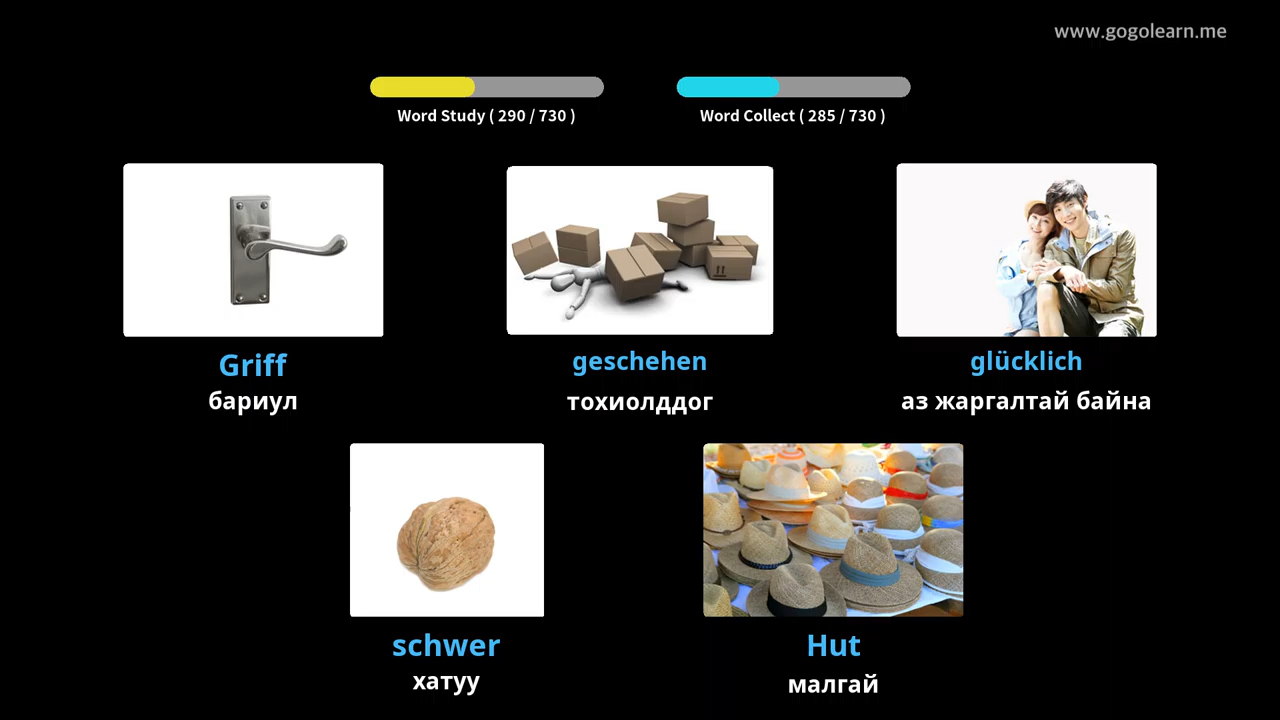 www.gogolearn.me
Word Study ( 290 / 730 )
Word Collect ( 285 / 730 )
Griff
бариул
geschehen
тохиолддог
glücklich
аз жаргалтай байна
schwer
хатуу
Hut
малгай